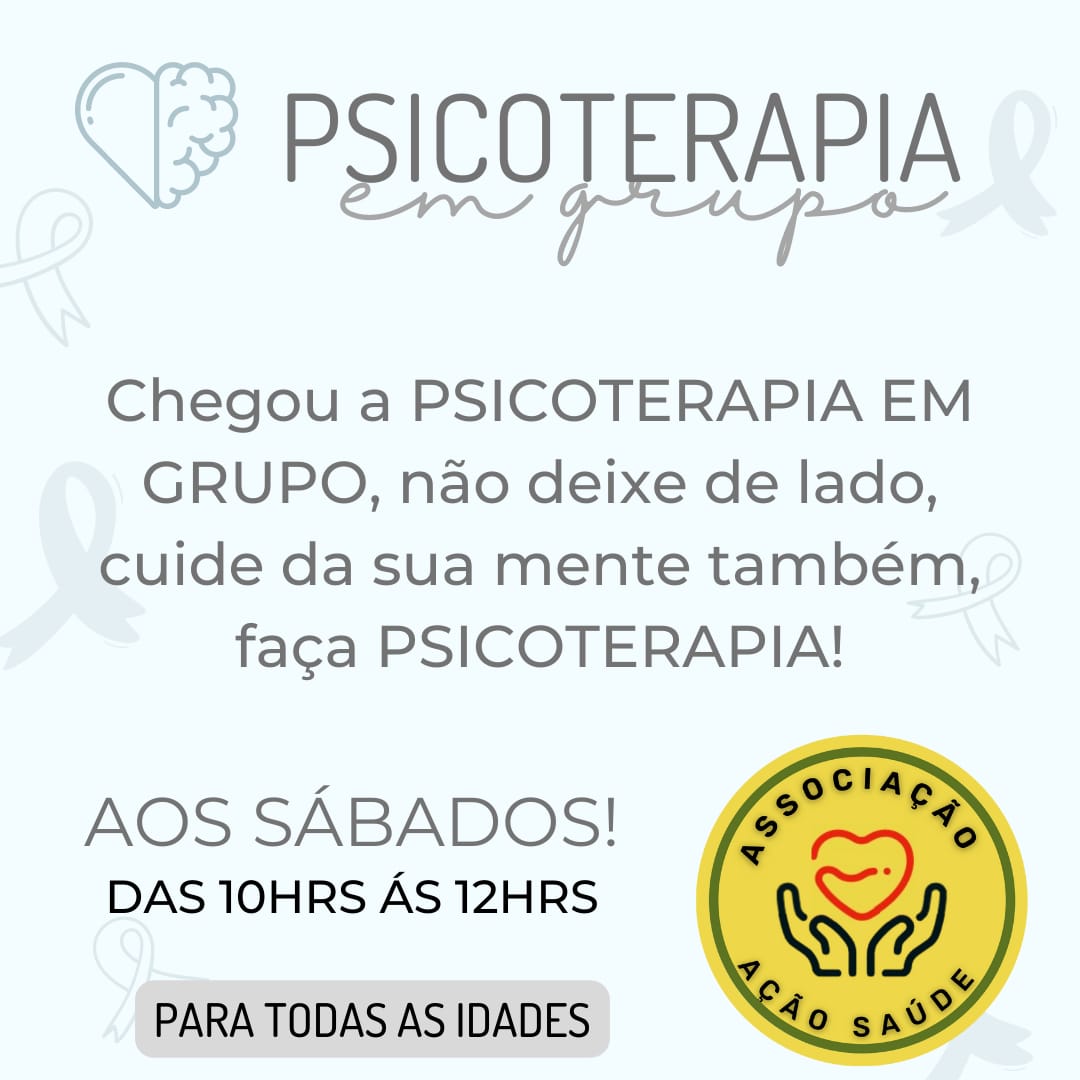 PSICOTERAPIA
em grupo
Chegou a PSICOTERAPIA EM
GRUPO, não deixe de lado,
cuide da sua mente também,
faça PSICOTERAPIA!
AOS SÁBADOS!
DAS 10HRS ÁS 12HRS
PARA TODAS AS IDADES
ASSOCIAÇÃO
AÇÃO SAÚDE